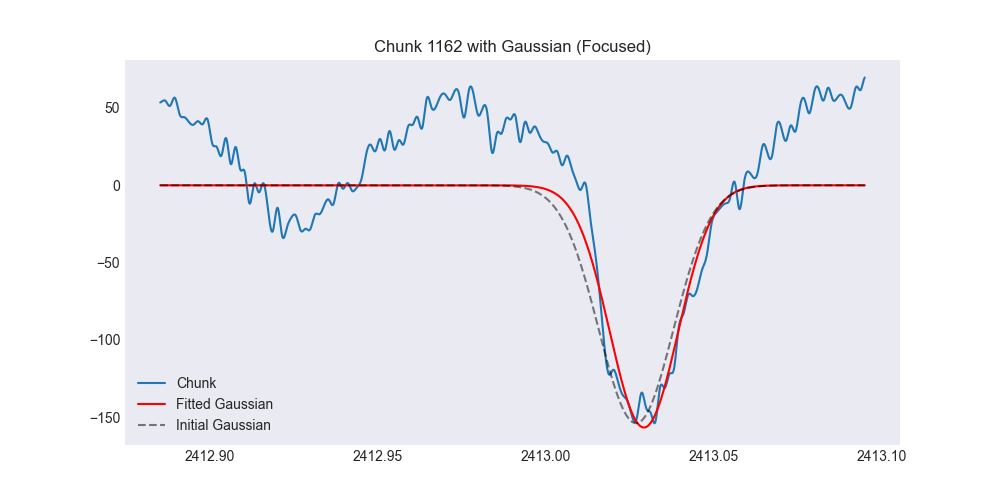 Chunk 1162 with Gaussian (Focused)
50
0
−50
−100
−150
Chunk
Fitted Gaussian
Initial Gaussian
2412.90 2412.95 2413.00 2413.05 2413.10